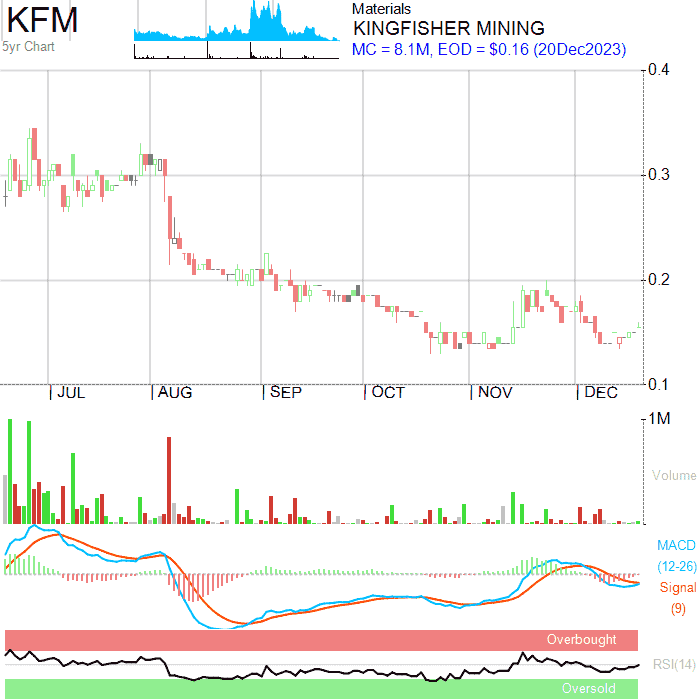 KFM
5yr Chart
Materials
KINGFISHER MINING
MC = 8.1M, EOD = $0.16 (20Dec2023)
0.4
0.3
0.2
0.1
JUL
AUG
SEP
OCT
NOV
DEC
1M
Volume
MACD
(12-26)
Signal
(9)
Overbought
RSI(14)
Oversold